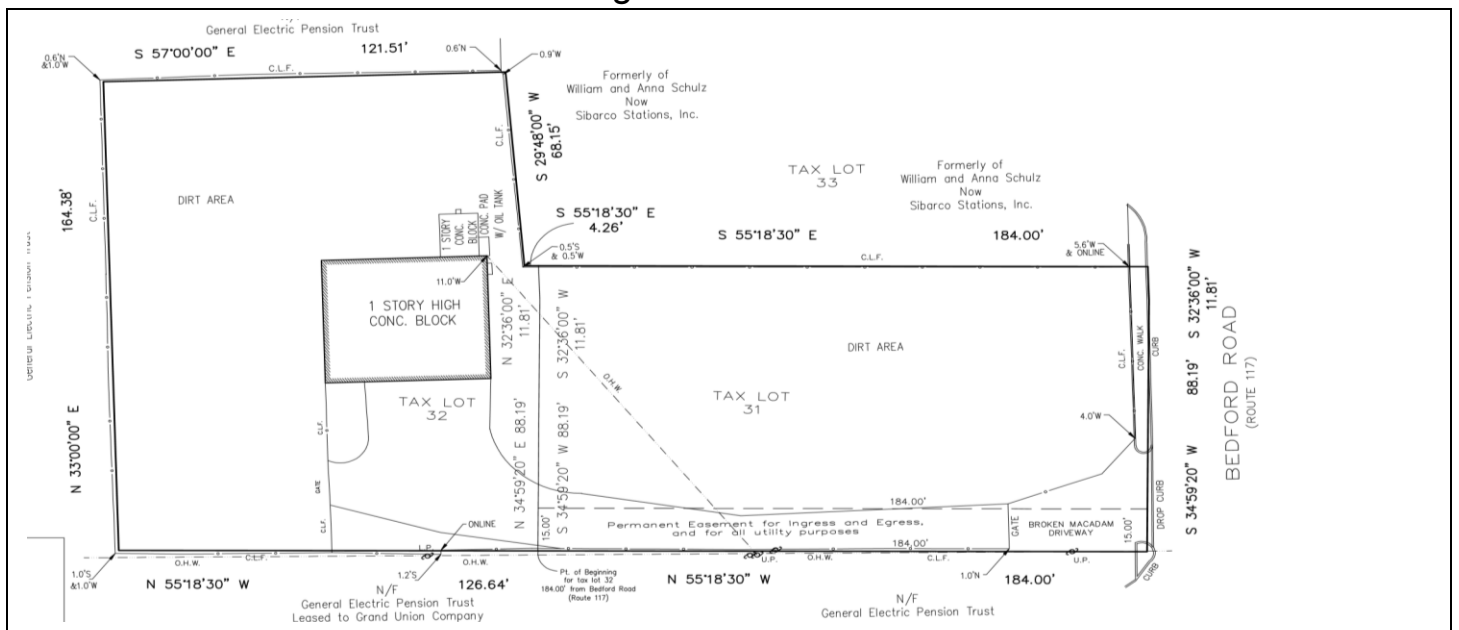 General Electric Pension Trust
S 57°00'00" E
121.51'
0.6'N
&1.0'W
C.L.F.
0.6'N
0.9'W
Formerly of
William and Anna Schulz
Now
Sibarco Stations, Inc.
C.L.F.
S 29°48'00" W
68.15'
TAX LOT
33
Formerly of
William and Anna Schulz
Now
Sibarco Stations, Inc.
164.38'
C.L.F.
DIRT AREA
1 STORY
CONC.
BLOCK
CONC. PAD
W/ OIL TANK
S 55°18'30" E
4.26'
S 55°18'30" E
184.00'
0.5'S
& 0.5'W
C.L.F.
5.6'W
& ONLINE
11.0'W
1 STORY HIGH
CONC. BLOCK
N 32°36'00" E
11.81'
S 32°36'00" W
11.81'
O.H.W.
DIRT AREA
C.L.F.
CONC. WALK
CURB
S 32°36'00" W
11.81'
BEDFORD ROAD
(ROUTE 117)
88.19'
TAX LOT
32
TAX LOT
31
4.0'W
N 33°00'00" E
C.L.F.
GATE
C.L.F.
N 34°59'20" E 88.19'
S 34°59'20" W 88.19'
15.00'
184.00'
Permanent Easement for Ingress and Egress,
and for all utility purposes
184.00'
GATE
BROKEN MACADAM
DRIVEWAY
15.00'
DROP CURB
S 34°59'20" W
ONLINE
1.0'S
&1.0'W
O.H.W.
C.L.F.
1.2'S
O.H.W.
U.P.
O.H.W.
C.L.F.
1.0'N
U.P.
CURB
N 55°18'30" W
126.64'
Pt. of Beginning
for tax lot 32
184.00' from Bedford Road
(Route 117)
N 55°18'30" W
184.00'
N/F
General Electric Pension Trust
Leased to Grand Union Company
N/F
General Electric Pension Trust